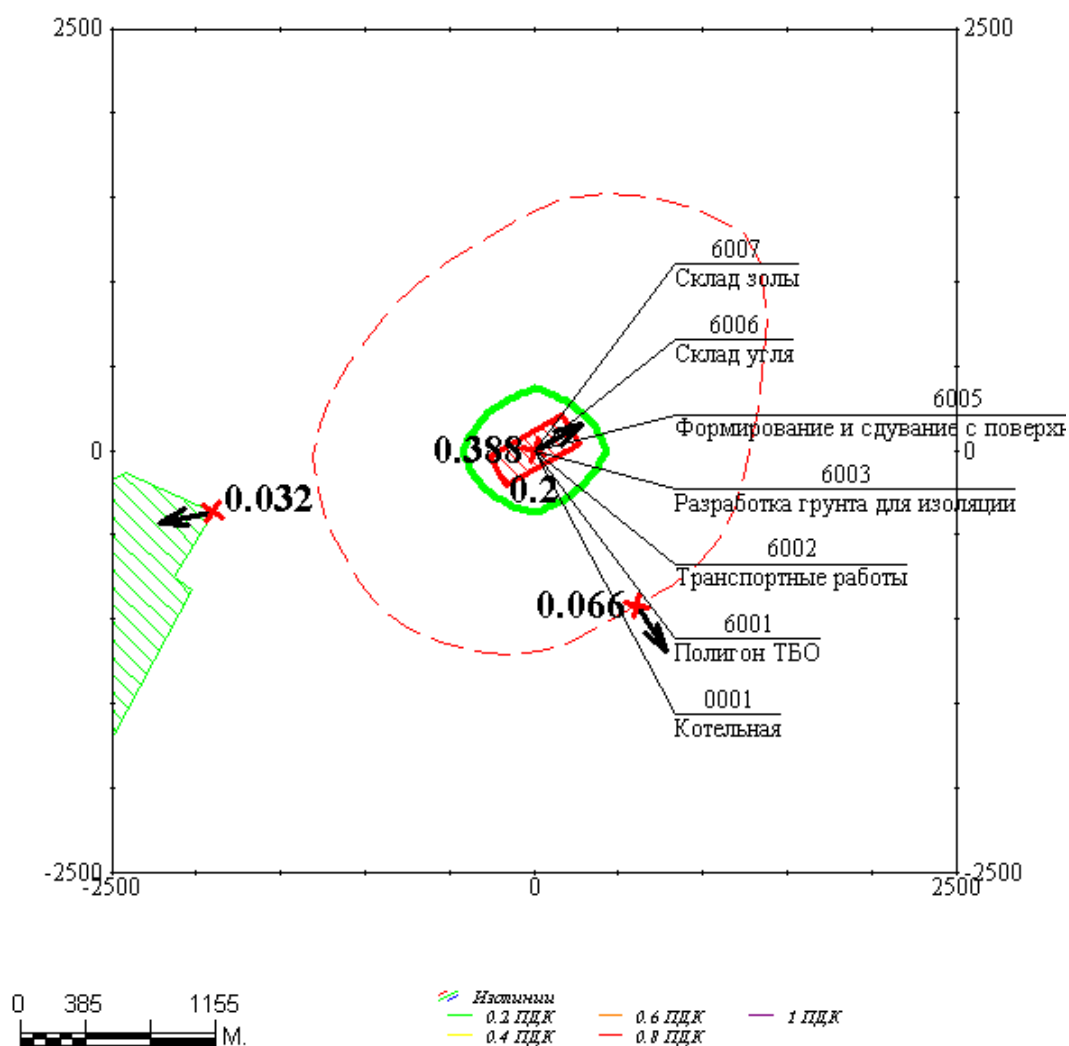 2500 2500
6007
Склад золы
6006
Склад угля
6005
Формирование и сдувание с поверхн
0 0.388 0
6003
Разработка грунта для изоляции
0.2
0.032
6002
Транспортные работы
0.066
6001
Полигон ТБО
0001
Котельная
-2500 -2500
-2500 0 2500
0 385 1155
М.
Изолинии
0.2 ПДК 0.6 ПДК 1 ПДК
0.4 ПДК 0.8 ПДК